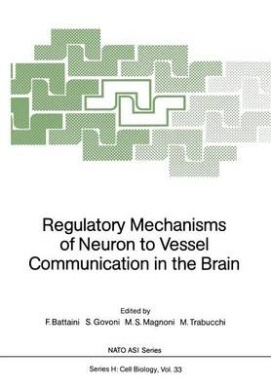 Regulatory Mechanisms
of Neuron to Vessel
Communication in the Brain
Edited by
F. Battaini S. Govoni M. S. Magnoni M. Trabucchi
NATO ASI Series
Series H: Cell Biology, Vol. 33